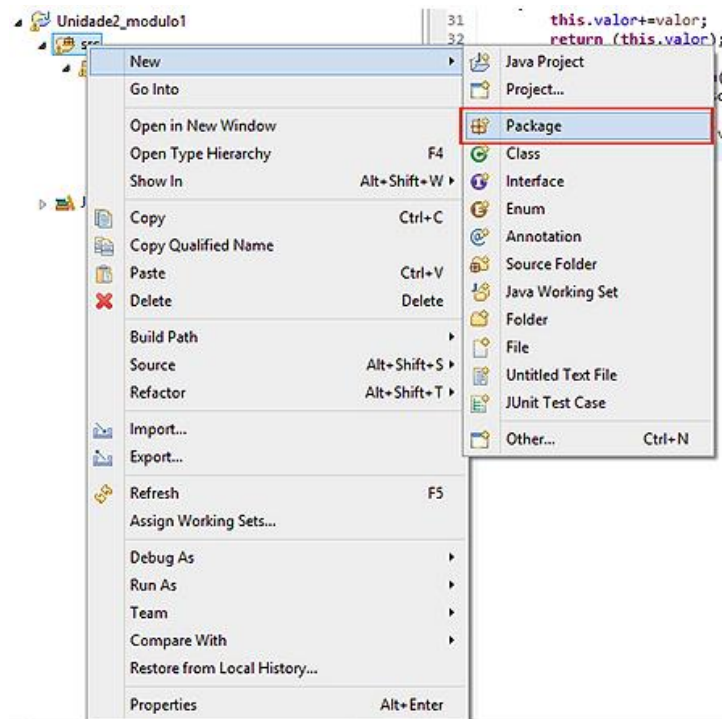 Unidade2_modulo1
src
31 this.valor+=valor;
32 return (this.valor);
New
Go Into
Open in New Window
Open Type Hierarchy F4
Show In Alt+Shift+W
Copy Ctrl+C
Copy Qualified Name
Paste Ctrl+V
Delete Delete
Build Path
Source Alt+Shift+S
Refactor Alt+Shift+T
Import...
Export...
Refresh F5
Assign Working Sets...
Debug As
Run As
Team
Compare With
Restore from Local History...
Properties Alt+Enter
Java Project
Project...
Package
Class
Interface
Enum
Annotation
Source Folder
Java Working Set
Folder
File
Untitled Text File
JUnit Test Case
Other... Ctrl+N